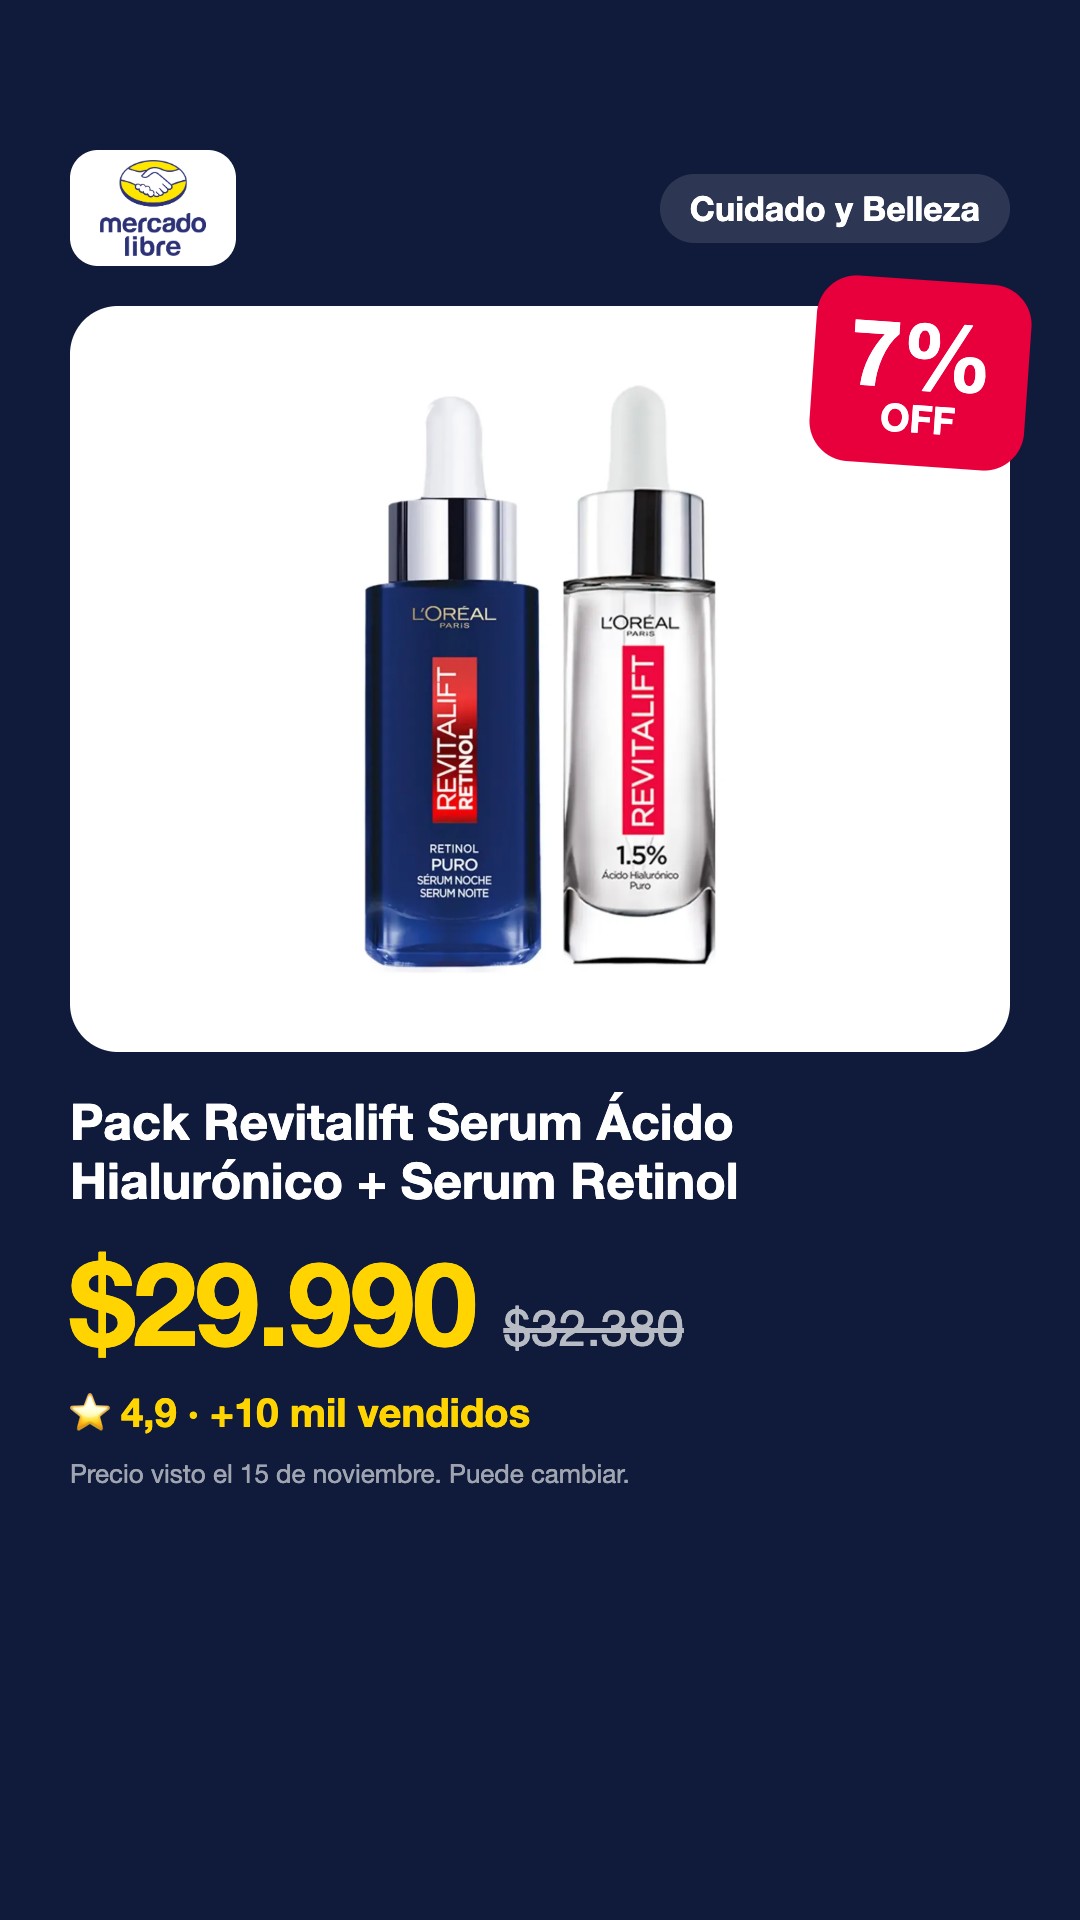 mercado
libre
Cuidado y Belleza
7%
OFF
L'ORÉAL
PARIS
REVITALIFT
RETINOL
RETINOL
PURO
SÉRUM NOCHE
SERUM NOITE
L'ORÉAL
PARIS
REVITALIFT
1.5%
Ácido Hialurónico
Puro
Pack Revitalift Serum Ácido
Hialurónico + Serum Retinol
$29.990 $32.380
4,9 · +10 mil vendidos
Precio visto el 15 de noviembre. Puede cambiar.